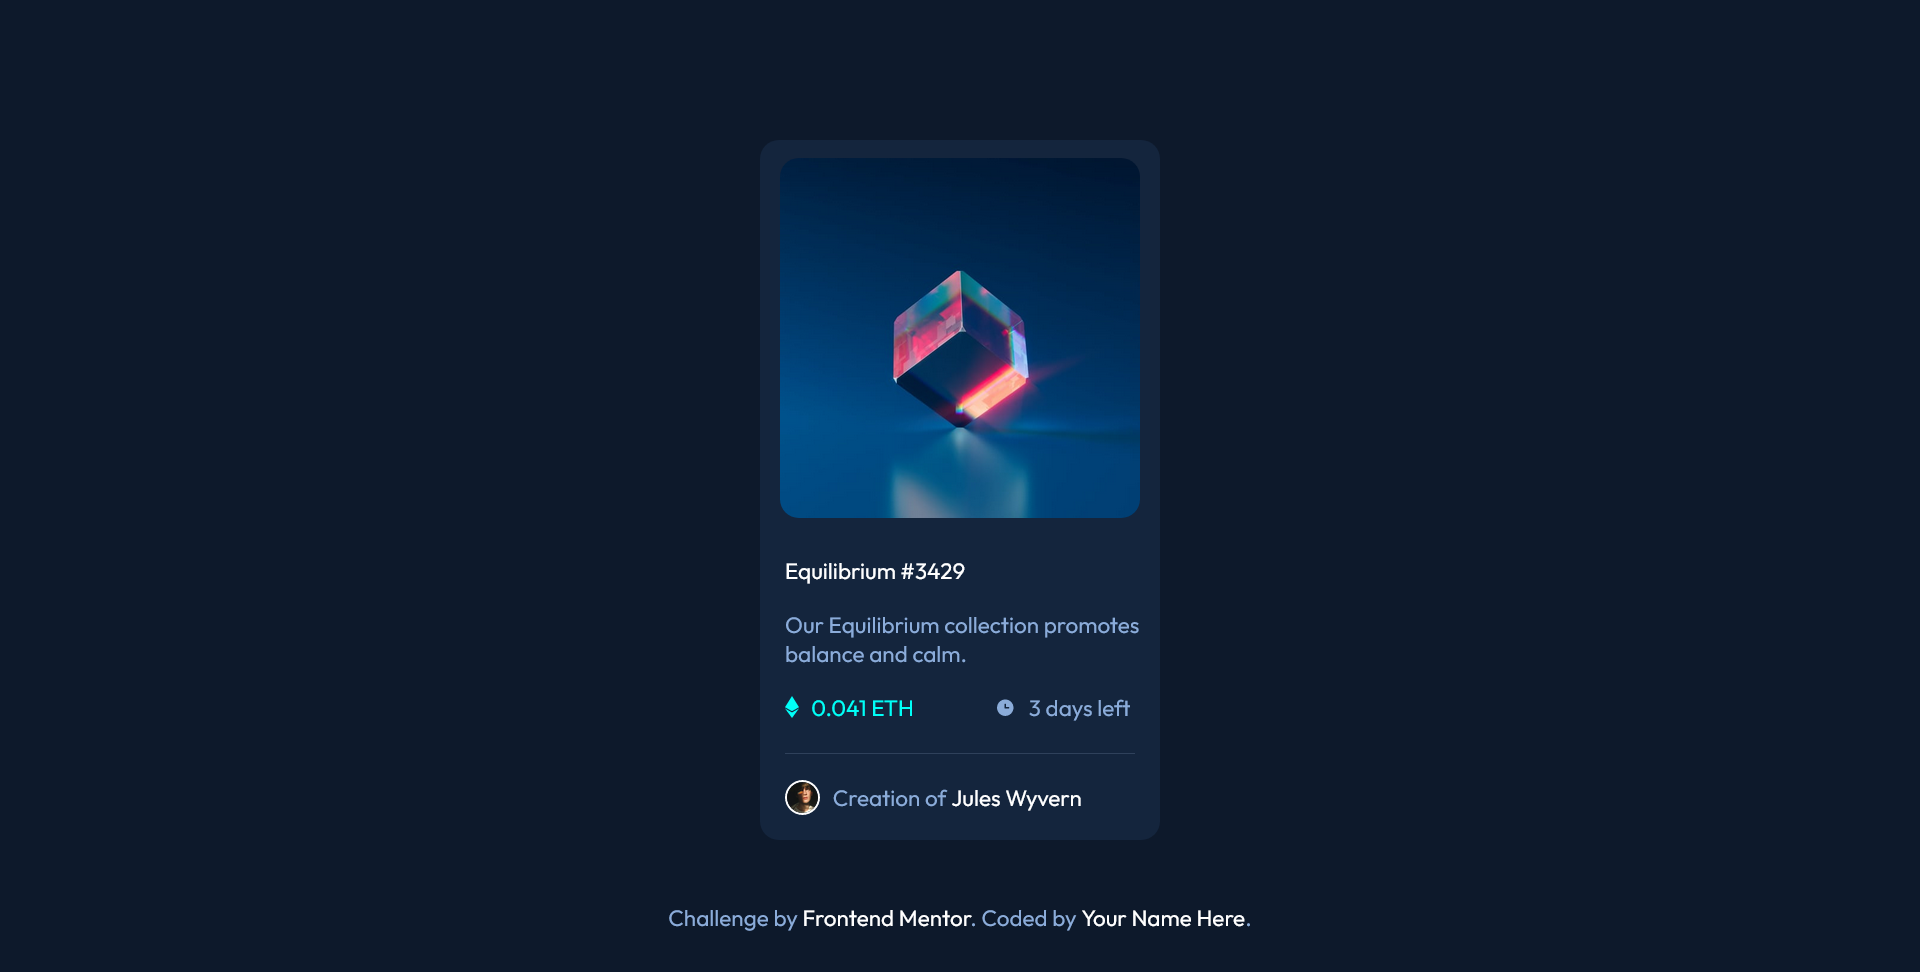 Equilibrium #3429
Our Equilibrium collection promotes
balance and calm.
0.041 ETH
3 days left
Creation of Jules Wyvern
Challenge by Frontend Mentor. Coded by Your Name Here.